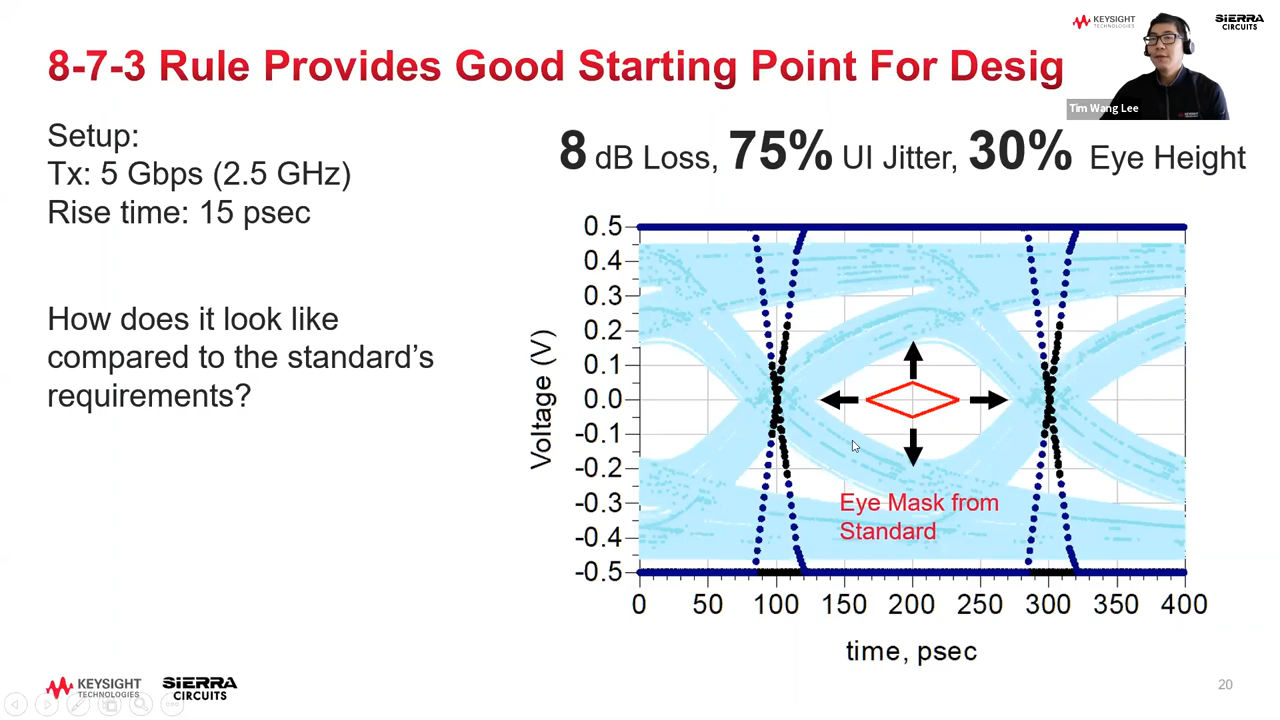 KEYSIGHT
TECHNOLOGIES
SIERRA
CIRCUITS
8-7-3 Rule Provides Good Starting Point For Desig
Tim Wang Lee
Setup:
Tx: 5 Gbps (2.5 GHz)
Rise time: 15 psec
How does it look like
compared to the standard's
requirements?
8 dB Loss, 75% UI Jitter, 30% Eye Height
Voltage (V)
0.5
0.4
0.3
0.2
0.1
0.0
-0.1
-0.2
-0.3
-0.4
-0.5
Eye Mask from
Standard
0 50 100 150 200 250 300 350 400
time, psec
KEYSIGHT
TECHNOLOGIES
SIERRA
CIRCUITS
20